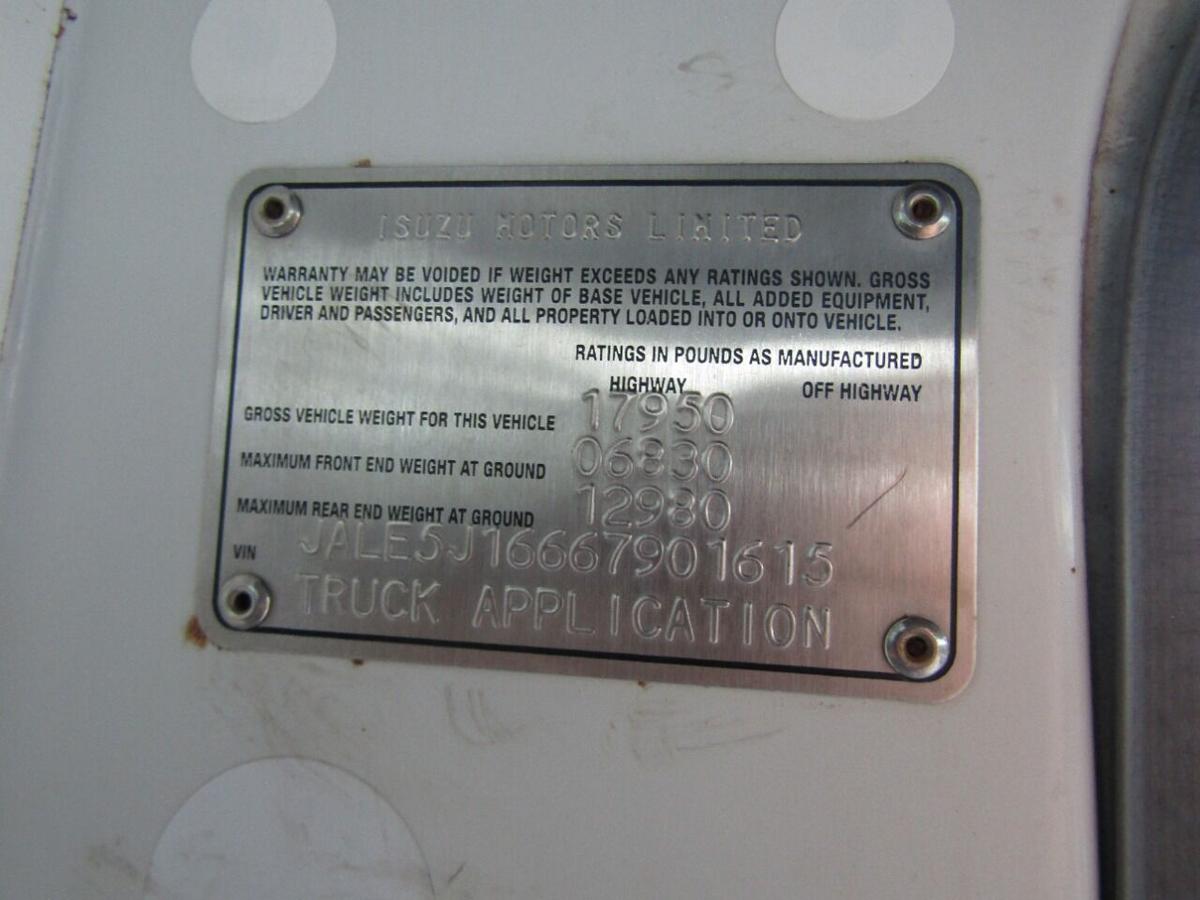 ISUZU MOTORS LIMITED
WARRANTY MAY BE VOIDED IF WEIGHT EXCEEDS ANY RATINGS SHOWN. GROSS
VEHICLE WEIGHT INCLUDES WEIGHT OF BASE VEHICLE, ALL ADDED EQUIPMENT,
DRIVER AND PASSENGERS, AND ALL PROPERTY LOADED INTO OR ONTO VEHICLE.
RATINGS IN POUNDS AS MANUFACTURED
HIGHWAY OFF HIGHWAY
GROSS VEHICLE WEIGHT FOR THIS VEHICLE 17950
MAXIMUM FRONT END WEIGHT AT GROUND 06830
MAXIMUM REAR END WEIGHT AT GROUND 12980
VIN JALE5J16667901615
TRUCK APPLICATION